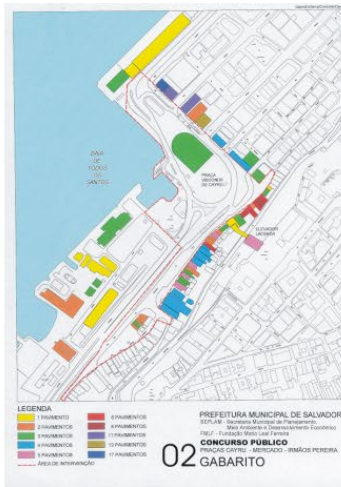 BAÍA
DE
TODOS OS
SANTOS
PRAÇA
VISCONDE
DE CAYRU
ELEVADOR
LACERDA
LEGENDA
1 PAVIMENTO
2 PAVIMENTOS
3 PAVIMENTOS
4 PAVIMENTOS
5 PAVIMENTOS
8 PAVIMENTOS
PAVIMENTOS
11 PAVIMENTOS
PAVIMENTOS
PAVIMENTOS
ÁREA DE INTERVENÇÃO
PREFEITURA MUNICIPAL DE SALVADOR
SEPLAM - Secretaria Municipal de Planejamento,
Meio Ambiente e Desenvolvimento Econômico
FMLF - Fundação Mário Leal Ferreira
CONCURSO PÚBLICO
PRAÇAS CAYRU - MERCADO - IRMÃOS PEREIRA
02 GABARITO